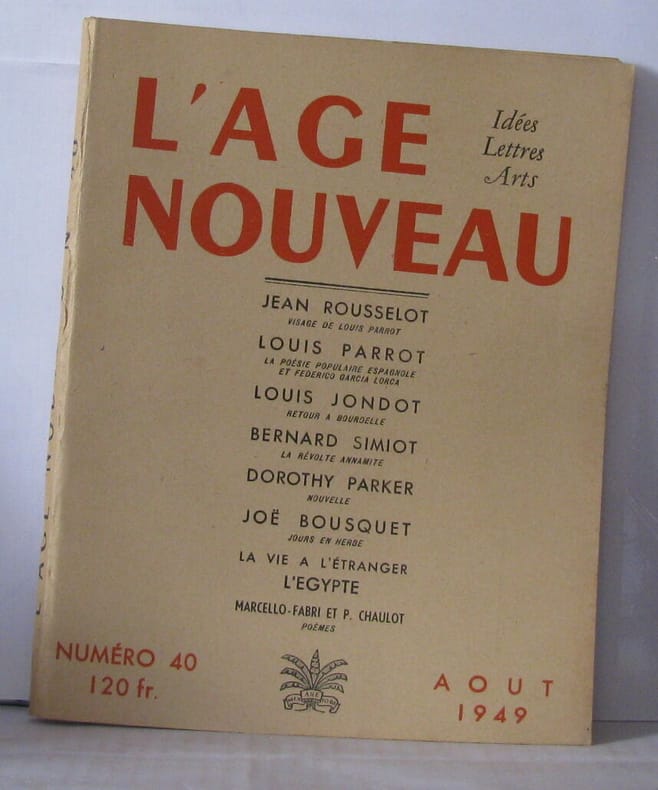 L'AGE
NOUVEAU
Idées
Lettres
Arts
JEAN ROUSSELOT
VISAGE DE LOUIS PARROT
LOUIS PARROT
LA POÉSIE POPULAIRE ESPAGNOLE
ET FEDERICO GARCIA LORCA
LOUIS JONDOT
RETOUR A BOURDELLE
BERNARD SIMIOT
LA RÉVOLTE ANNAMITE
DOROTHY PARKER
NOUVELLE
JOË BOUSQUET
JOURS EN HERBE
LA VIE A L'ÉTRANGER
L'EGYPTE
MARCELLO-FABRI ET P. CHAULOT
POÈMES
NUMÉRO 40
120 fr.
AOUT
1949